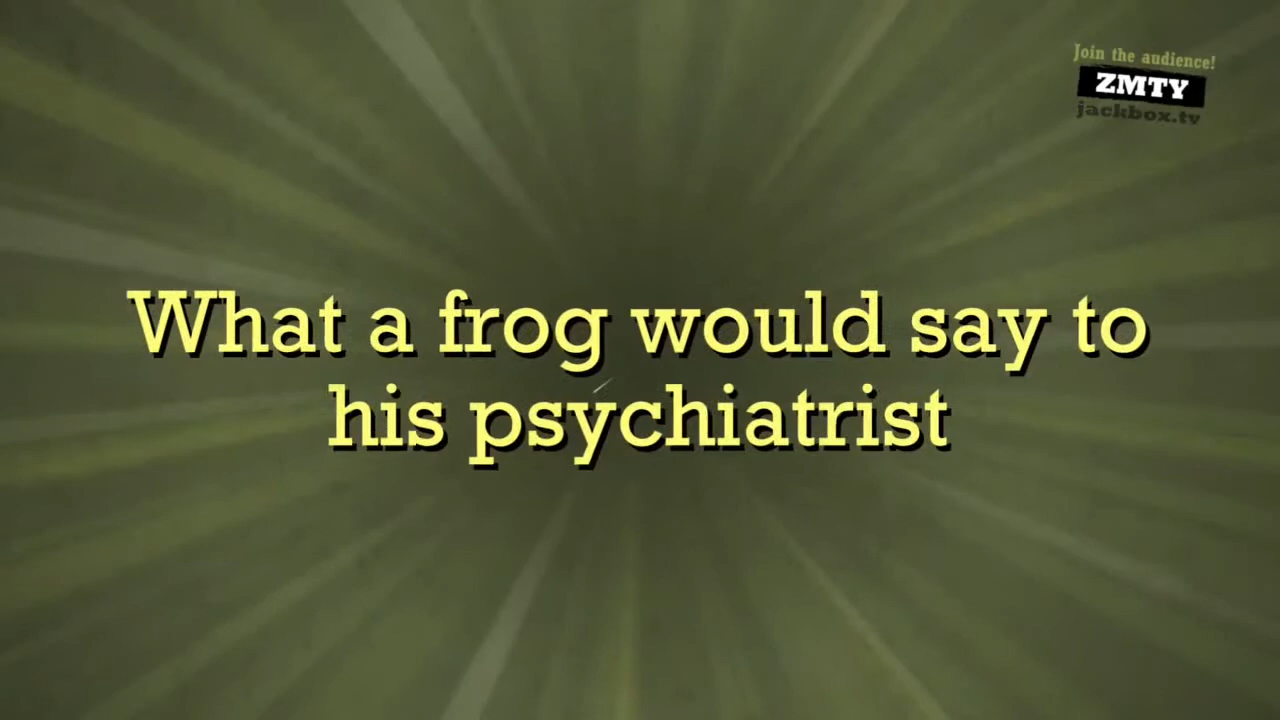 Join the audience!
ZMTY
jackbox.tv
What a frog would say to
his psychiatrist